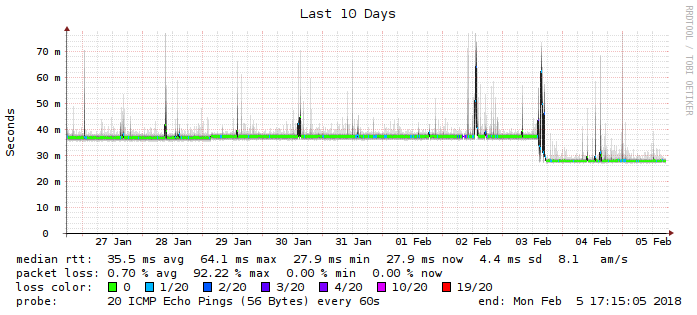 Last 10 Days
RRDTOOL / TOBI OETIKER
Seconds
70 m
60 m
50 m
40 m
30 m
20 m
10 m
0
27 Jan 28 Jan 29 Jan 30 Jan 31 Jan 01 Feb 02 Feb 03 Feb 04 Feb 05 Feb
median rtt: 35.5 ms avg 64.1 ms max 27.9 ms min 27.9 ms now 4.4 ms sd 8.1 am/s
packet loss: 0.70 % avg 92.22 % max 0.00 % min 0.00 % now
loss color: 0 1/20 2/20 3/20 4/20 10/20 19/20
probe: 20 ICMP Echo Pings (56 Bytes) every 60s end: Mon Feb 5 17:15:05 2018